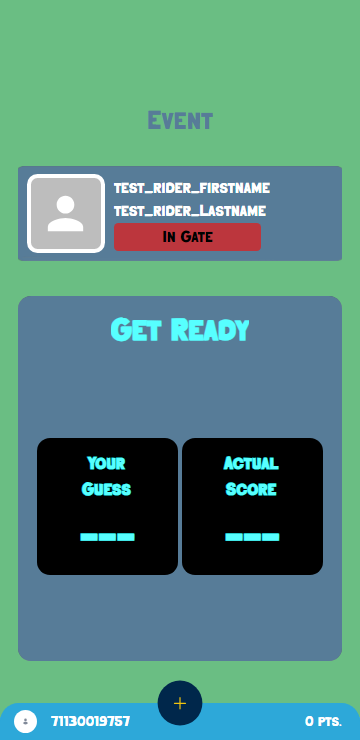 Event
test_rider_firstname
test_rider_Lastname
In Gate
Get Ready
Your
Guess
Actual
Score
---
---
71130019757
0 pts.